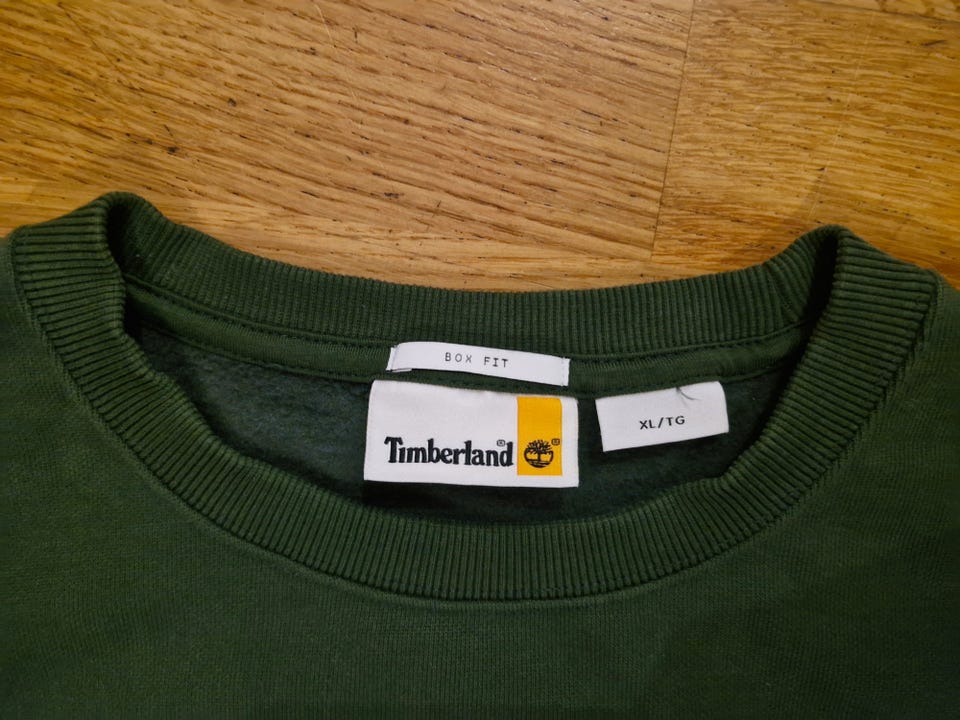 BOX FIT
Timberland® ®
XL/TG